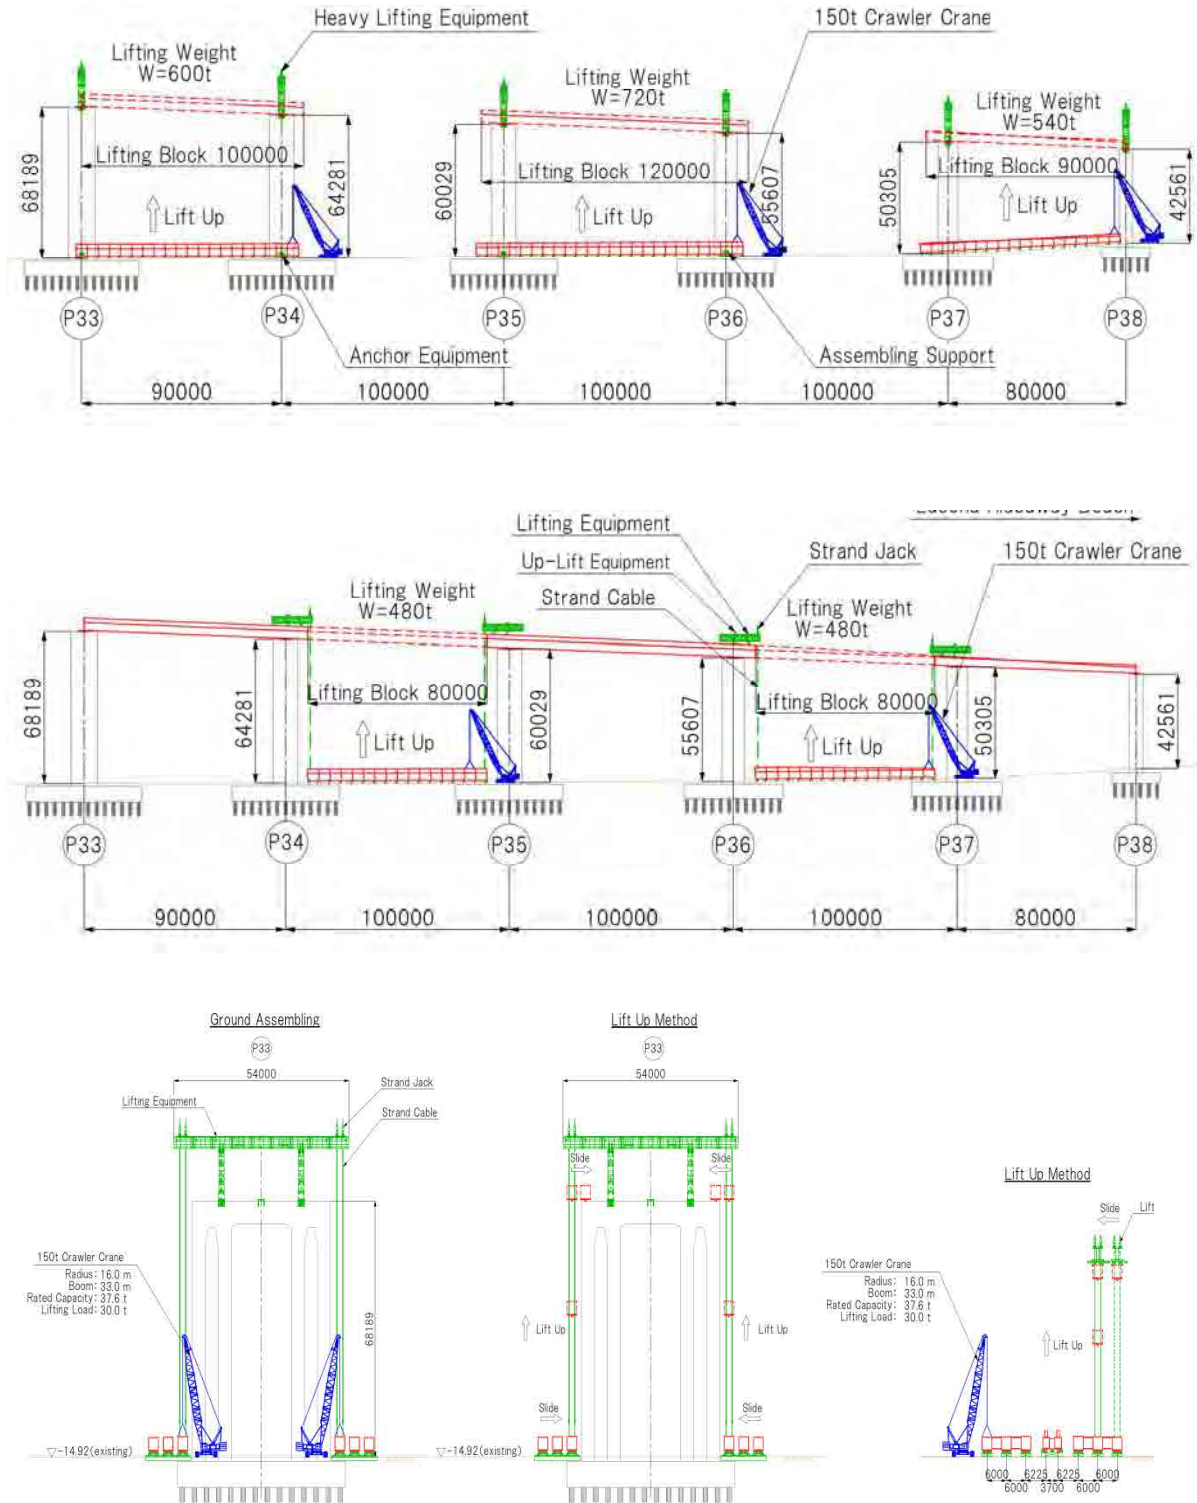 Heavy Lifting Equipment
150t Crawler Crane
Lifting Weight
W=600t
Lifting Weight
W=720t
Lifting Weight
W=540t
68189
Lifting Block 100000
64281
60029
Lifting Block 120000
55607
50305
Lifting Block 90000
42561
Lift Up
Lift Up
Lift Up
P33
P34
P35
P36
P37
P38
Anchor Equipment
Assembling Support
90000
100000
100000
100000
80000
Lifting Equipment
Strand Jack
150t Crawler Crane
Up-Lift Equipment
Strand Cable
Lifting Weight
W=480t
Lifting Weight
W=480t
68189
64281
Lifting Block 80000
60029
55607
Lifting Block 80000
50305
42561
Lift Up
Lift Up
P33
P34
P35
P36
P37
P38
90000
100000
100000
100000
80000
Ground Assembling
P33
54000
Strand Jack
Lifting Equipment
Strand Cable
150t Crawler Crane
Radius: 16.0 m
Boom: 33.0 m
Rated Capacity: 37.6 t
Lifting Load: 30.0 t
68189
▽-14.92(existing)
Lift Up Method
P33
54000
Slide
Slide
Lift Up
Lift Up
Slide
Slide
▽-14.92(existing)
Lift Up Method
Slide
Lift
150t Crawler Crane
Radius: 16.0 m
Boom: 33.0 m
Rated Capacity: 37.6 t
Lifting Load: 30.0 t
Lift Up
6000
6225
6225
6000
6000
3700
6000